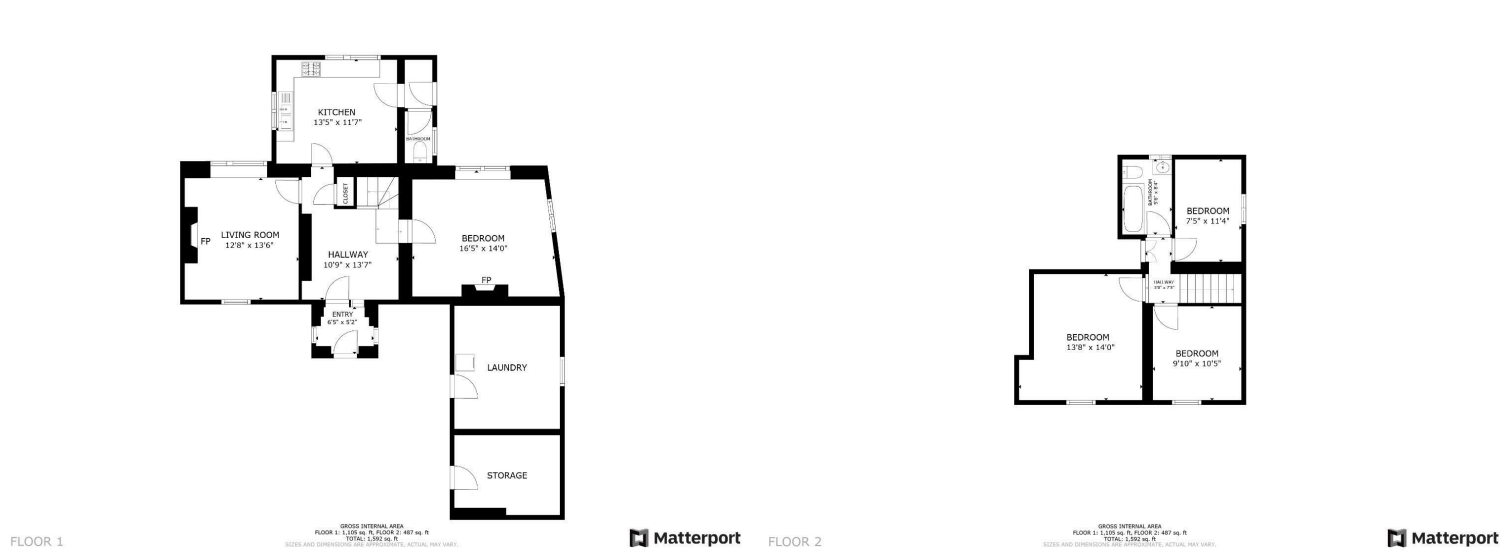 KITCHEN
13'5" x 11'7"
BATHROOM
CLOSET
LIVING ROOM
12'8" x 13'6"
FP
HALLWAY
10'9" x 13'7"
BEDROOM
16'5" x 14'0"
FP
ENTRY
6'5" x 5'2"
LAUNDRY
STORAGE
FLOOR 1
GROSS INTERNAL AREA
FLOOR 1: 1,105 sq. ft, FLOOR 2: 487 sq. ft
TOTAL: 1,592 sq. ft
SIZES AND DIMENSIONS ARE APPROXIMATE, ACTUAL MAY VARY.
Matterport
BATHROOM
BEDROOM
7'5" x 11'4"
HALLWAY
BEDROOM
13'8" x 14'0"
BEDROOM
9'10" x 10'5"
FLOOR 2
GROSS INTERNAL AREA
FLOOR 1: 1,105 sq. ft, FLOOR 2: 487 sq. ft
TOTAL: 1,592 sq. ft
SIZES AND DIMENSIONS ARE APPROXIMATE, ACTUAL MAY VARY.
Matterport